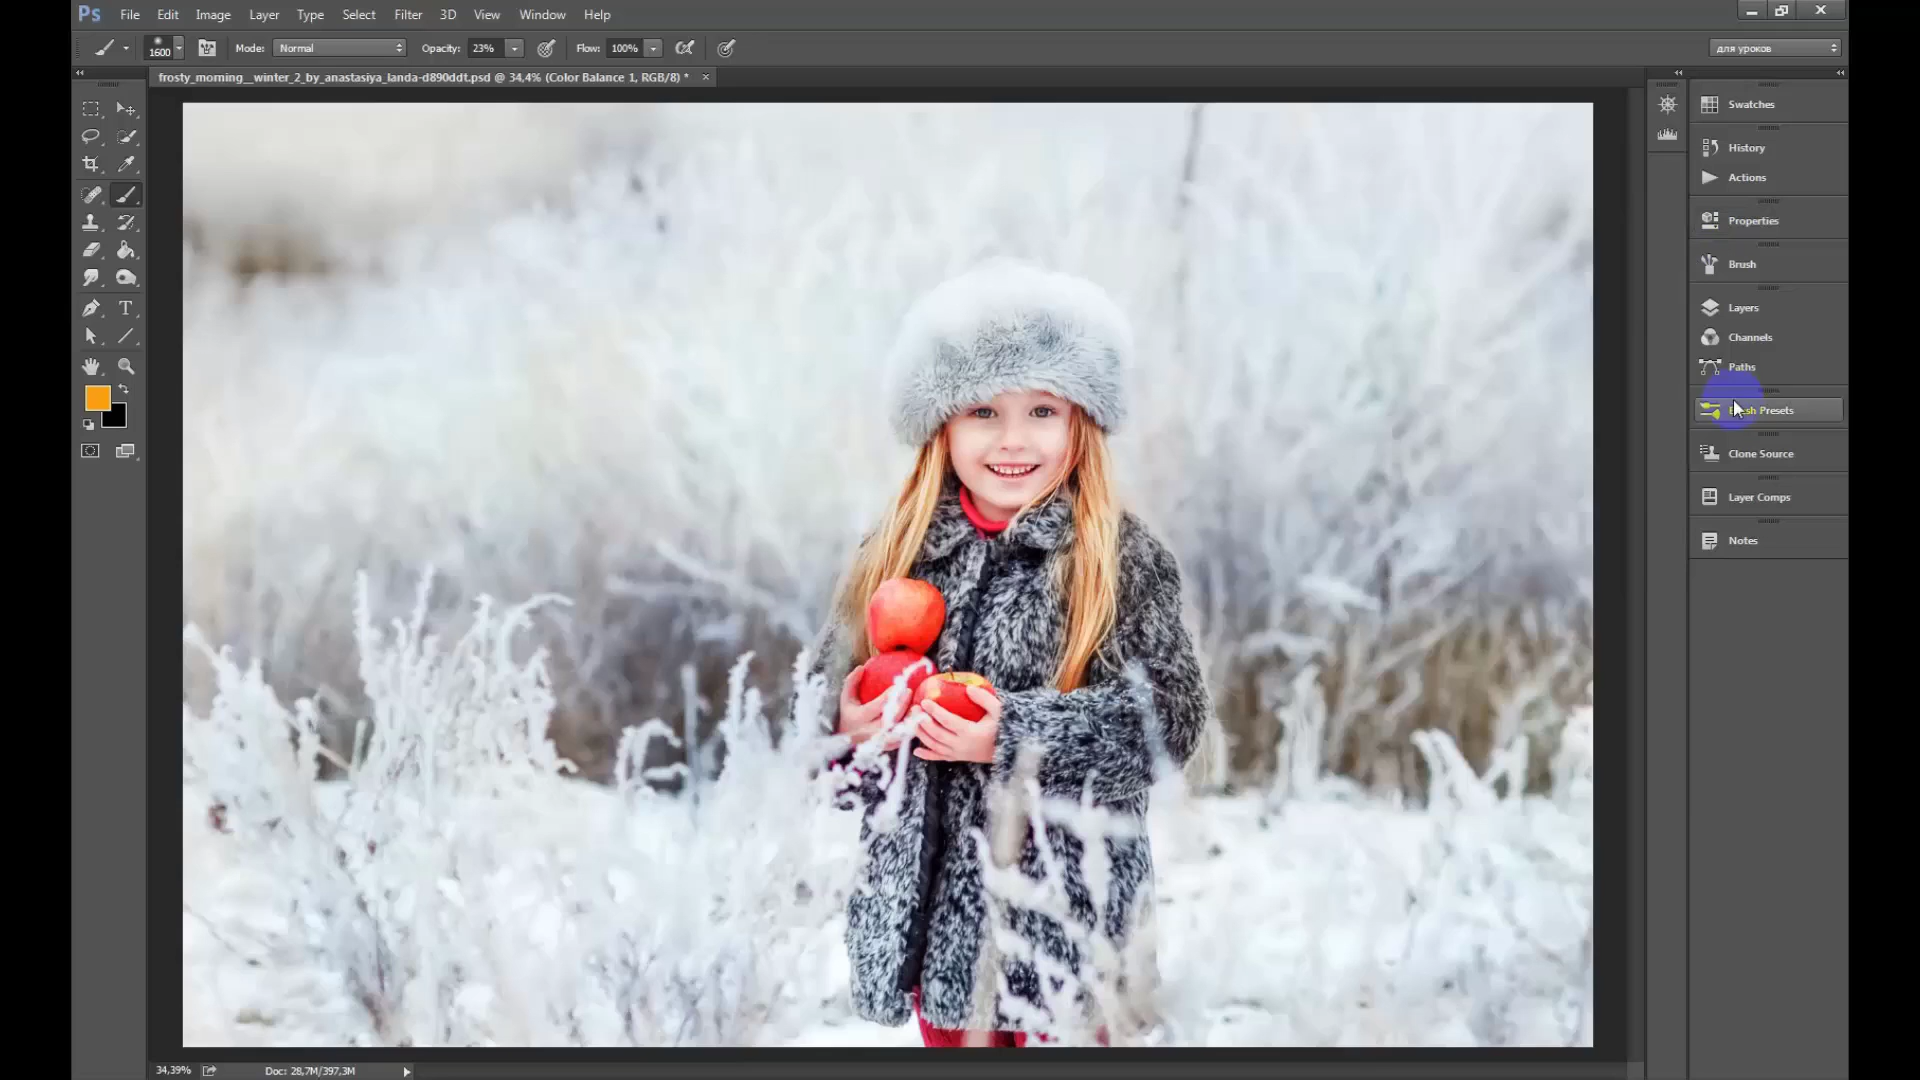 Ps File Edit Image Layer Type Select Filter 3D View Window Help
1600 Mode: Normal Opacity: 23% Flow: 100% для уроков
frosty_morning__winter_2_by_anastasiya_landa-d890ddt.psd @ 34,4% (Color Balance 1, RGB/8) *
Swatches
History
Actions
Properties
Brush
Layers
Channels
Paths
Presets
Clone Source
Layer Comps
Notes
T
34,39% Doc: 28,7M/397,3M